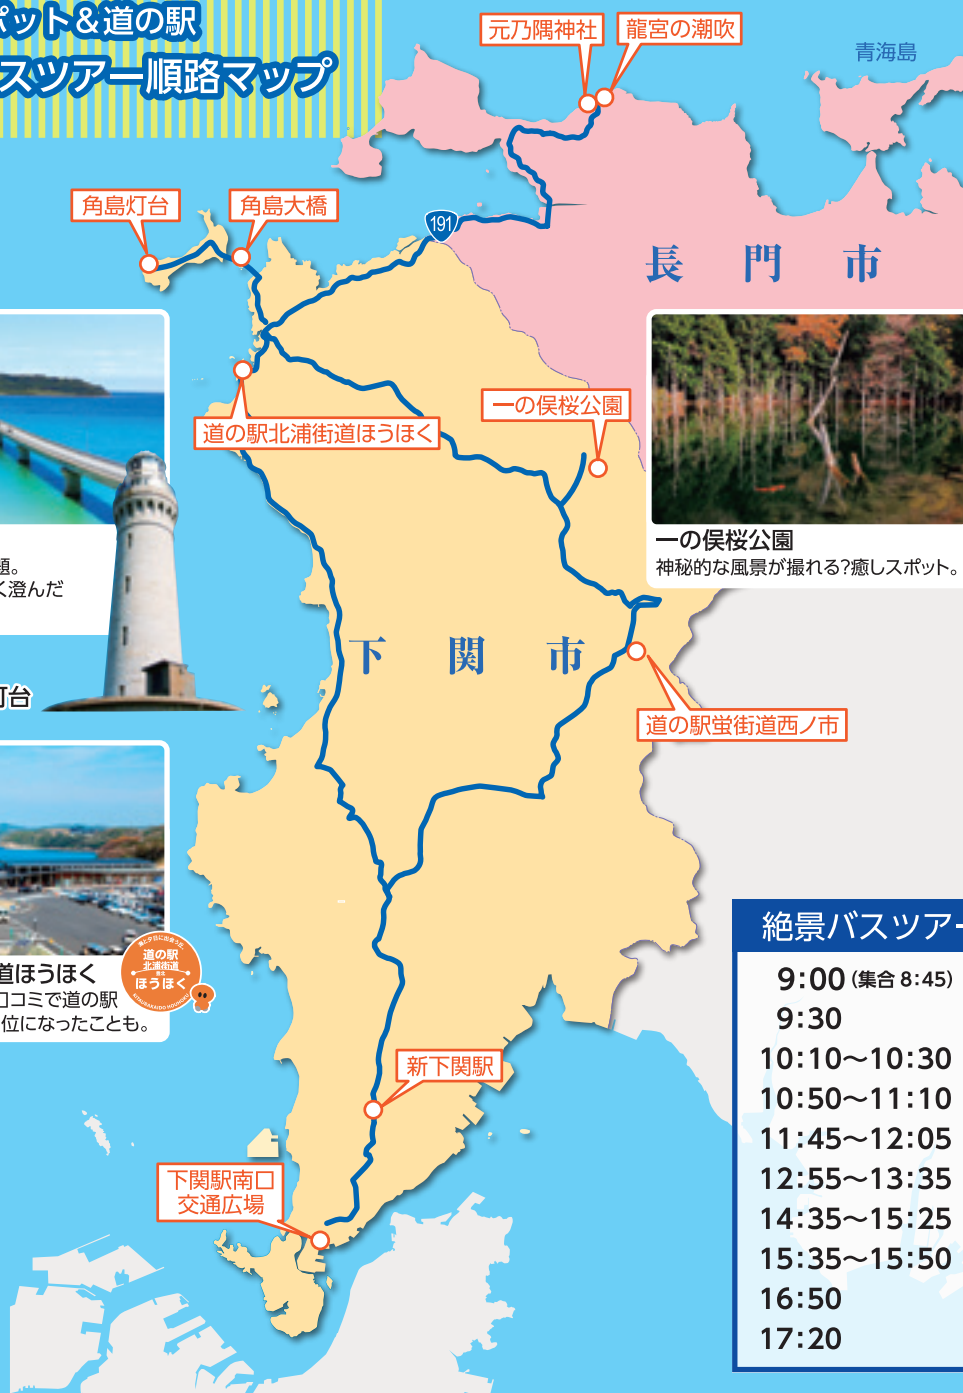 ポット＆道の駅
スツアー順路マップ
元乃隅神社
龍宮の潮吹
青海島
角島灯台
角島大橋
191
長門市
一の俣桜公園
道の駅北浦街道ほうほく
一の俣桜公園
神秘的な風景が撮れる?癒しスポット。
題。
く澄んだ
下関市
灯台
道の駅蛍街道西ノ市
道の駅
北浦街道
ほうほく
道ほうほく
口コミで道の駅
位になったことも。
新下関駅
下関駅南口
交通広場
絶景バスツアー
9:00（集合8:45）
9:30
10:10〜10:30
10:50〜11:10
11:45〜12:05
12:55〜13:35
14:35〜15:25
15:35〜15:50
16:50
17:20